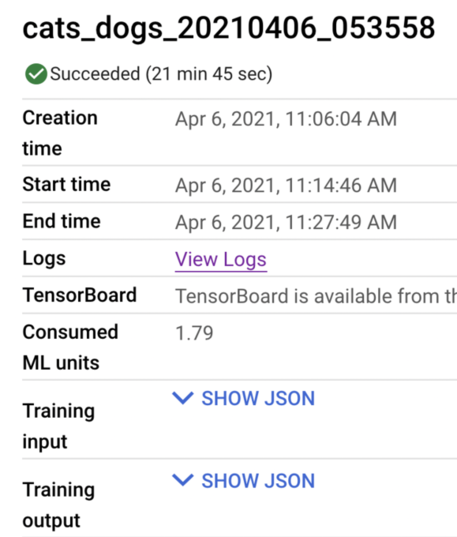 cats_dogs_20210406_053558
Succeeded (21 min 45 sec)
Creation time Apr 6, 2021, 11:06:04 AM
Start time Apr 6, 2021, 11:14:46 AM
End time Apr 6, 2021, 11:27:49 AM
Logs View Logs
TensorBoard TensorBoard is available from th
Consumed ML units 1.79
Training input SHOW JSON
Training output SHOW JSON